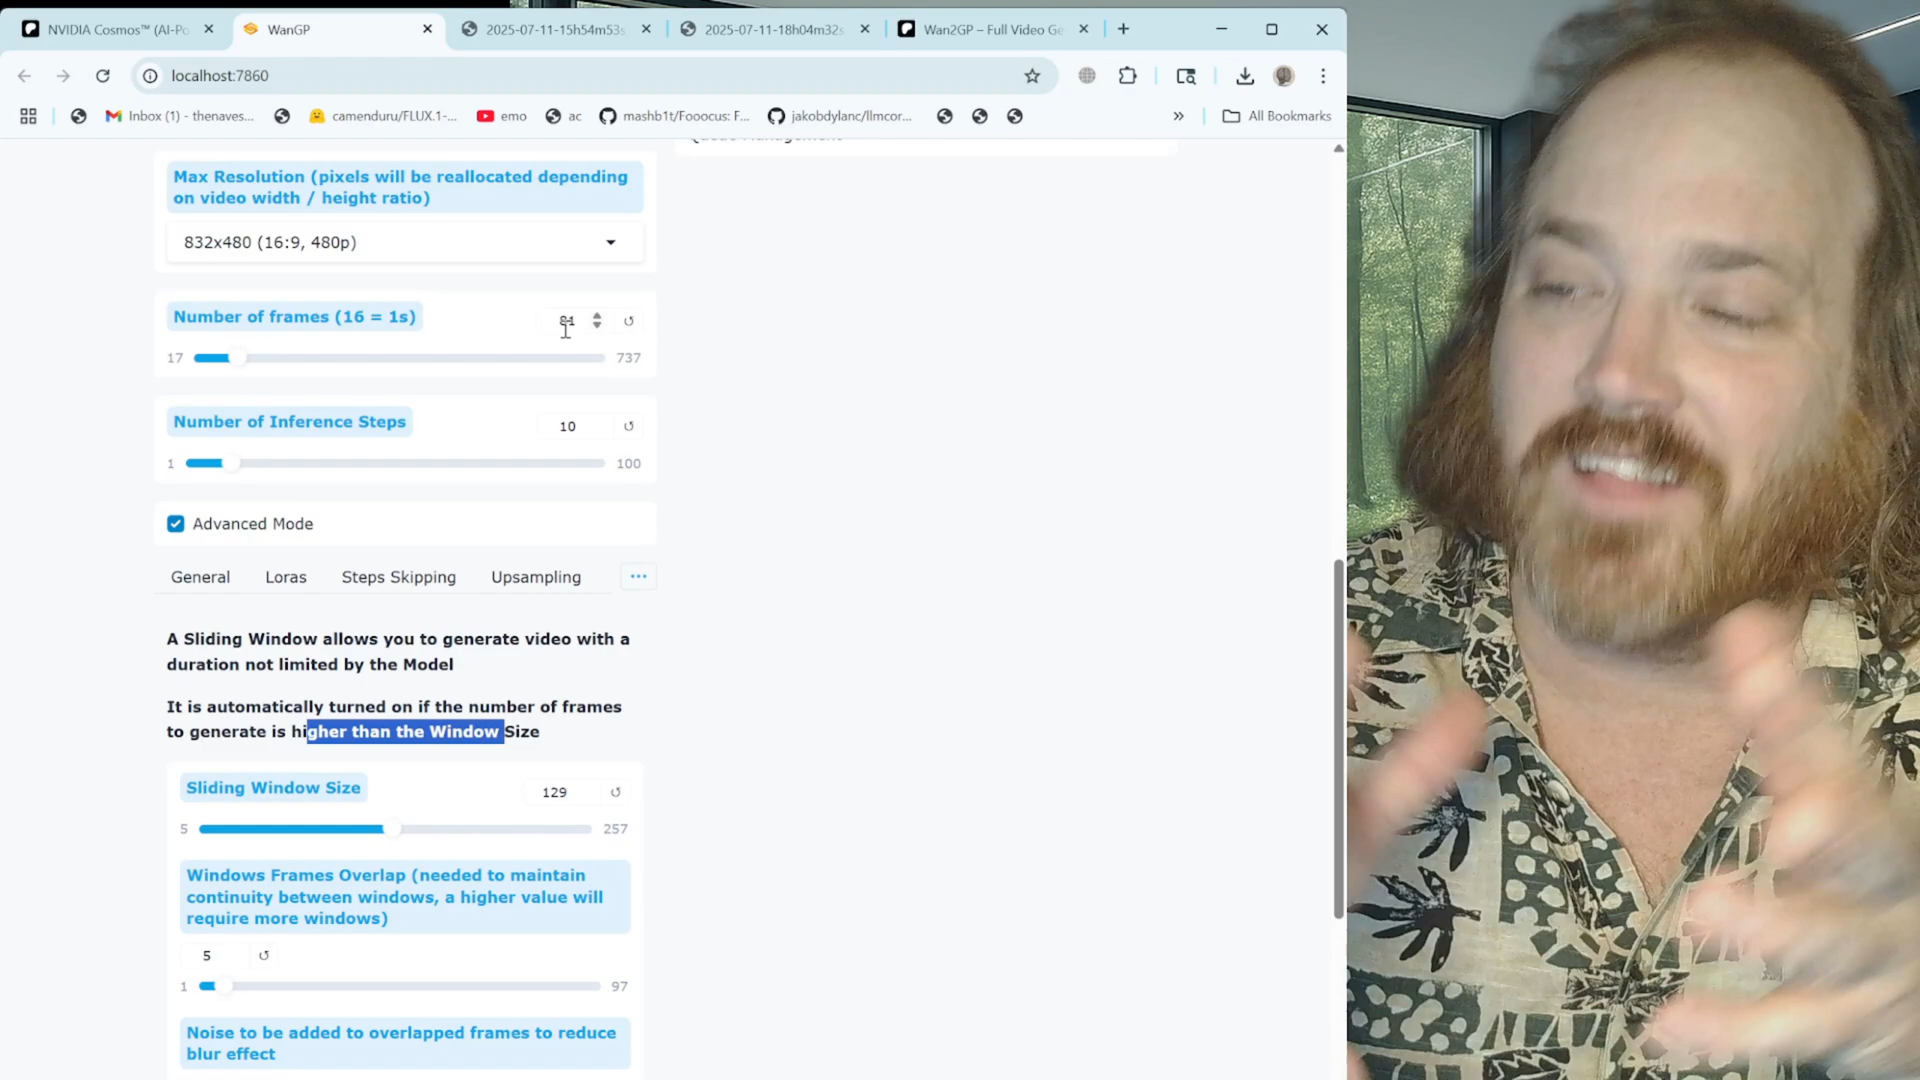 NVIDIA Cosmos™ (AI-Po
WanGP
2025-07-11-15h54m53s
2025-07-11-18h04m32s
Wan2GP – Full Video Ge
localhost:7860
Inbox (1) - thenaves...
camenduru/FLUX.1-...
emo
ac
mashb1t/Fooocus: F...
jakobdylanc/llmcor...
All Bookmarks
Max Resolution (pixels will be reallocated depending
on video width / height ratio)
832x480 (16:9, 480p)
Number of frames (16 = 1s)
81
17
737
Number of Inference Steps
10
1
100
Advanced Mode
General
Loras
Steps Skipping
Upsampling
A Sliding Window allows you to generate video with a
duration not limited by the Model
It is automatically turned on if the number of frames
to generate is higher than the Window Size
Sliding Window Size
129
5
257
Windows Frames Overlap (needed to maintain
continuity between windows, a higher value will
require more windows)
5
1
97
Noise to be added to overlapped frames to reduce
blur effect